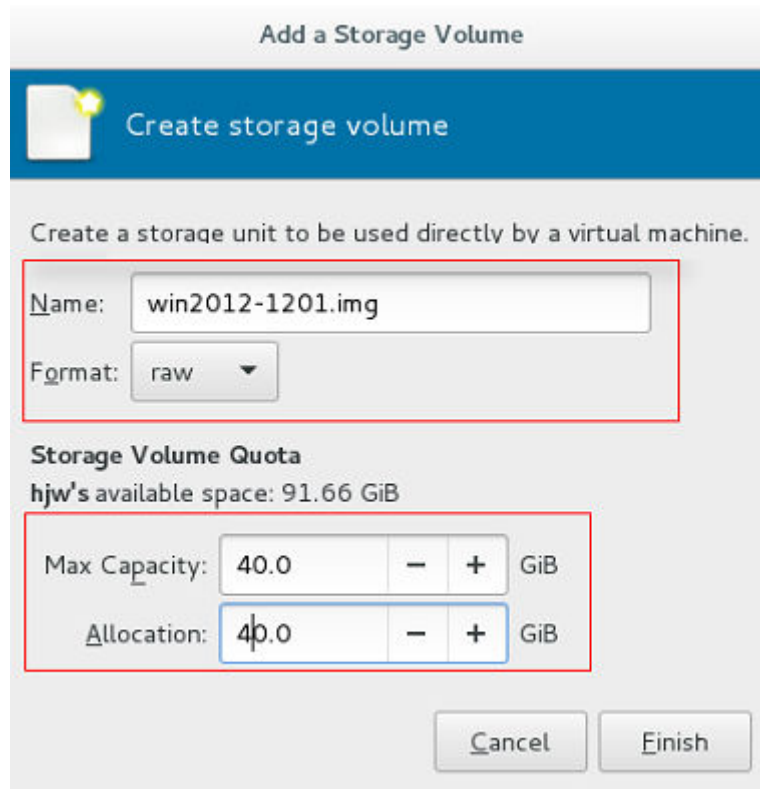 Add a Storage Volume
Create storage volume
Create a storage unit to be used directly by a virtual machine.
Name: win2012-1201.img
Format: raw
Storage Volume Quota
hjw's available space: 91.66 GiB
Max Capacity: 40.0 − + GiB
Allocation: 40.0 − + GiB
Cancel Finish